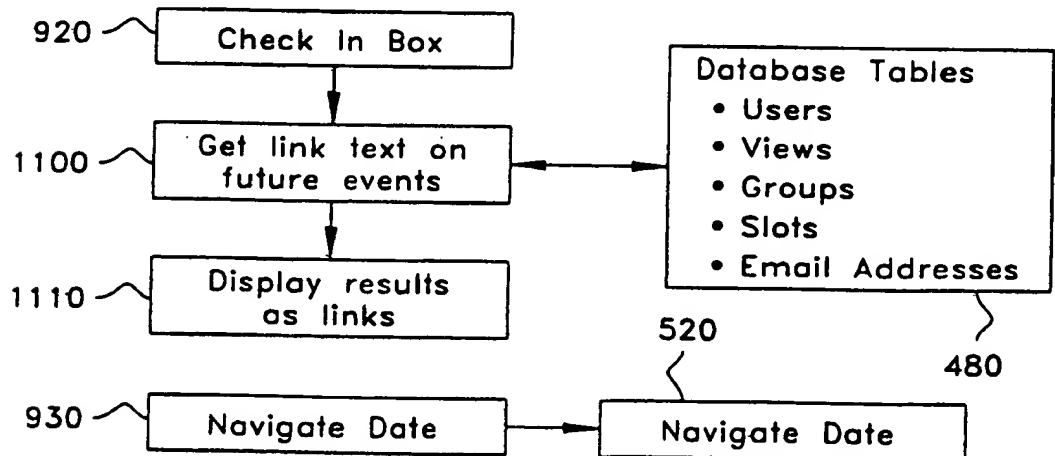 920
Check In Box
1100
Get link text on
future events
1110
Display results
as links
Database Tables
• Users
• Views
• Groups
• Slots
• Email Addresses
480
930
Navigate Date
520
Navigate Date